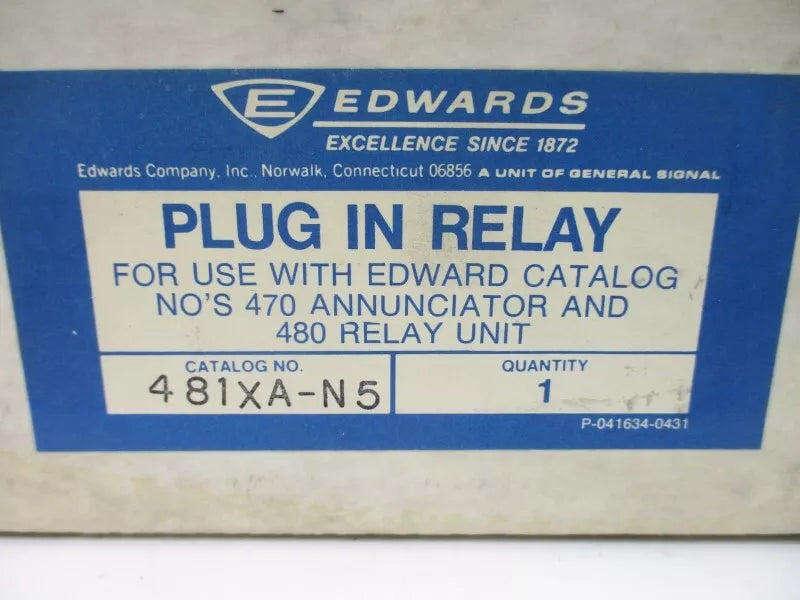 E EDWARDS
EXCELLENCE SINCE 1872
Edwards Company, Inc., Norwalk, Connecticut 06856 A UNIT OF GENERAL SIGNAL
PLUG IN RELAY
FOR USE WITH EDWARD CATALOG
NO'S 470 ANNUNCIATOR AND
480 RELAY UNIT
CATALOG NO.
481XA-N5
QUANTITY
1
P-041634-0431